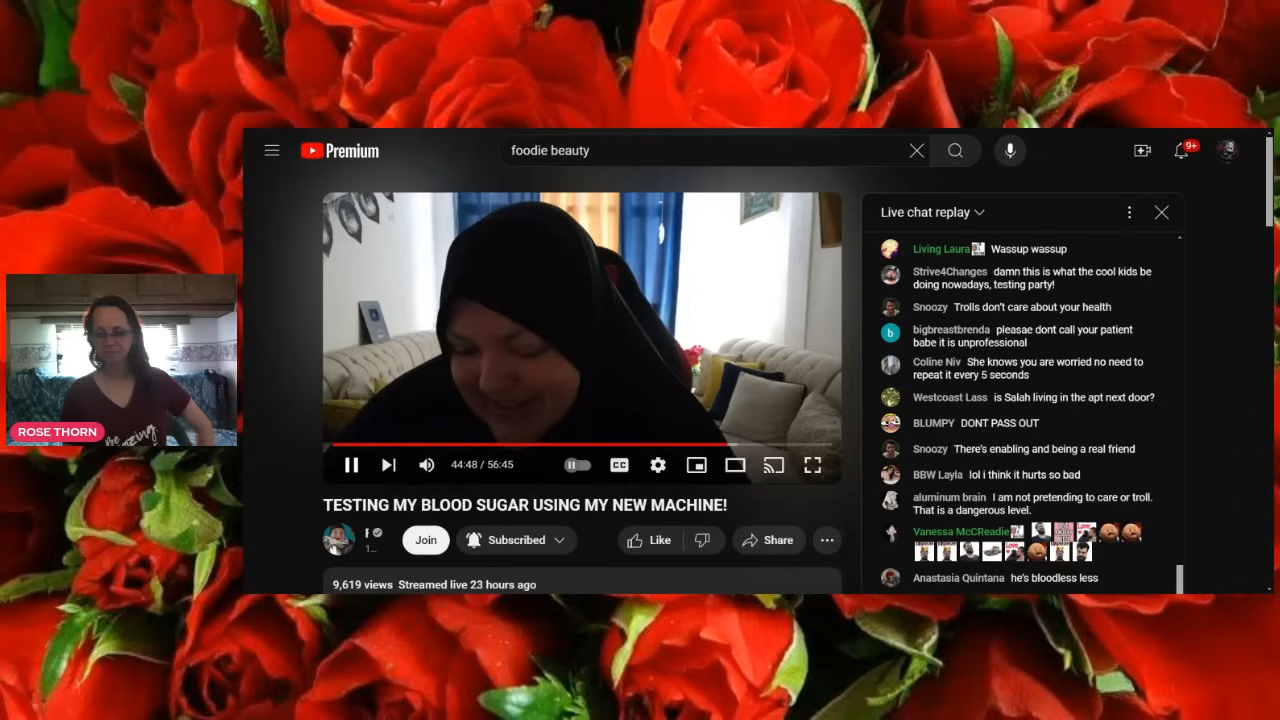 Premium
foodie beauty
9+
Live chat replay
Living Laura Wassup wassup
Strive4Changes damn this is what the cool kids be
doing nowadays, testing party!
Snoozy Trolls don't care about your health
b
bigbreastbrenda pleasae dont call your patient
babe it is unprofessional
Coline Niv She knows you are worried no need to
repeat it every 5 seconds
Westcoast Lass is Salah living in the apt next door?
BLUMPY DONT PASS OUT
Snoozy There's enabling and being a real friend
BBW Layla lol i think it hurts so bad
aluminum brain I am not pretending to care or troll.
That is a dangerous level.
Vanessa McCReadie
Anastasia Quintana he's bloodless less
ROSE THORN
44:48 / 56:45
CC
TESTING MY BLOOD SUGAR USING MY NEW MACHINE!
1...
Join
Subscribed
Like
Share
9,619 views Streamed live 23 hours ago